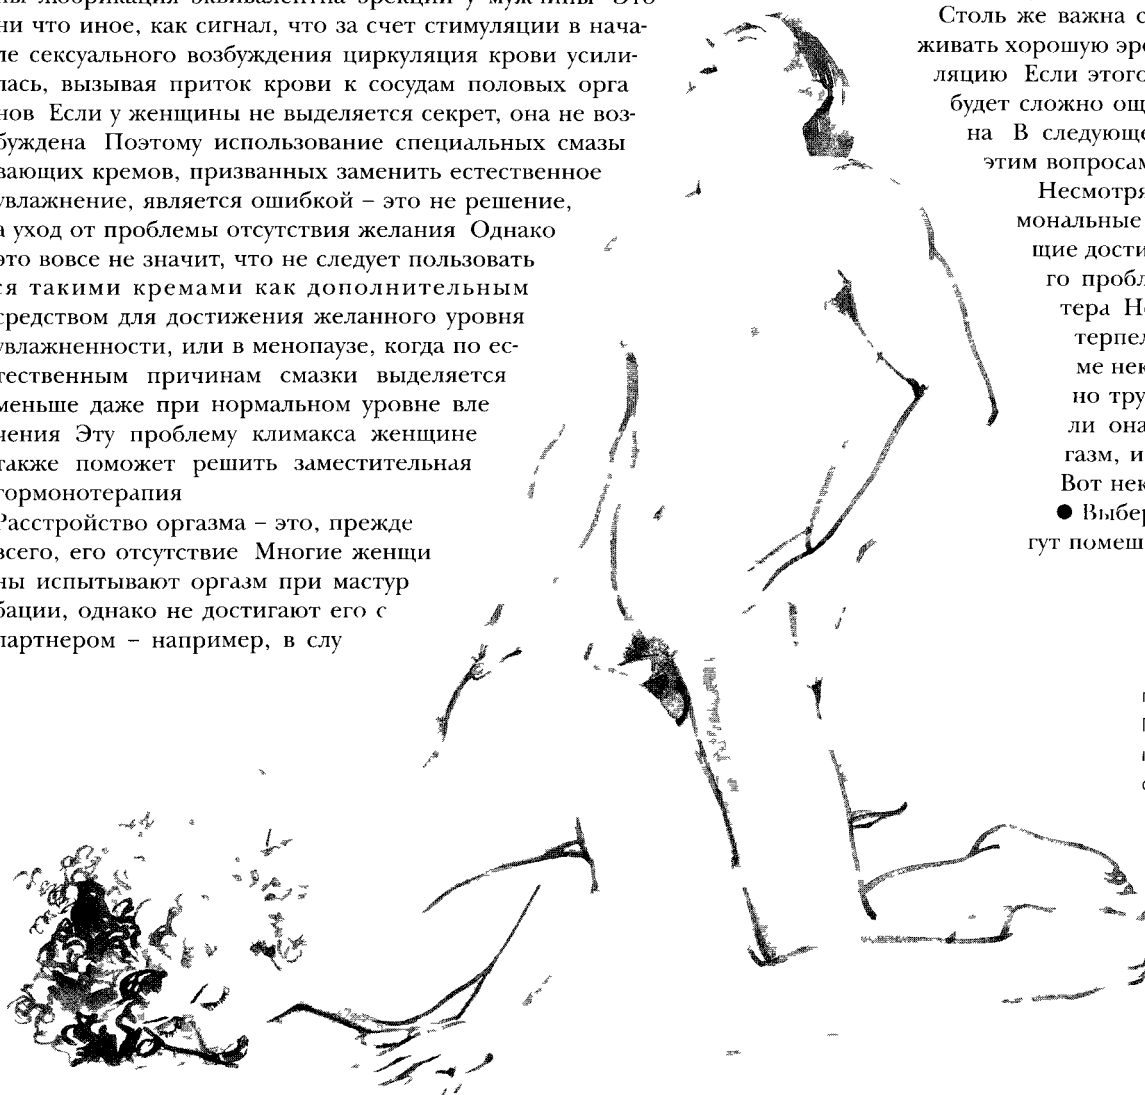 ни что иное, как сигнал, что за счет стимуляции в нача-
ле сексуального возбуждения циркуляция крови усили-
лась, вызывая приток крови к сосудам половых орга
нов Если у женщины не выделяется секрет, она не воз-
буждена Поэтому использование специальных смазы
вающих кремов, призванных заменить естественное
увлажнение, является ошибкой – это не решение,
а уход от проблемы отсутствия желания Однако
это вовсе не значит, что не следует пользовать
ся такими кремами как дополнительным
средством для достижения желанного уровня
увлажненности, или в менопаузе, когда по ес-
тественным причинам смазки выделяется
меньше даже при нормальном уровне вле
чения Эту проблему климакса женщине
также поможет решить заместительная
гормонотерапия
Расстройство оргазма – это, прежде
всего, его отсутствие Многие женщи
ны испытывают оргазм при мастур
бации, однако не достигают его с
партнером – например, в слу
Столь же важна с
живать хорошую эр
ляцию Если этого
будет сложно ощ
на В следующе
этим вопросам
Несмотря
мональные
щие дости
го пробл
тера Н
терпел
ме нек
но тру
ли она
газм, и
Вот нек
● Выбер
гут помеш